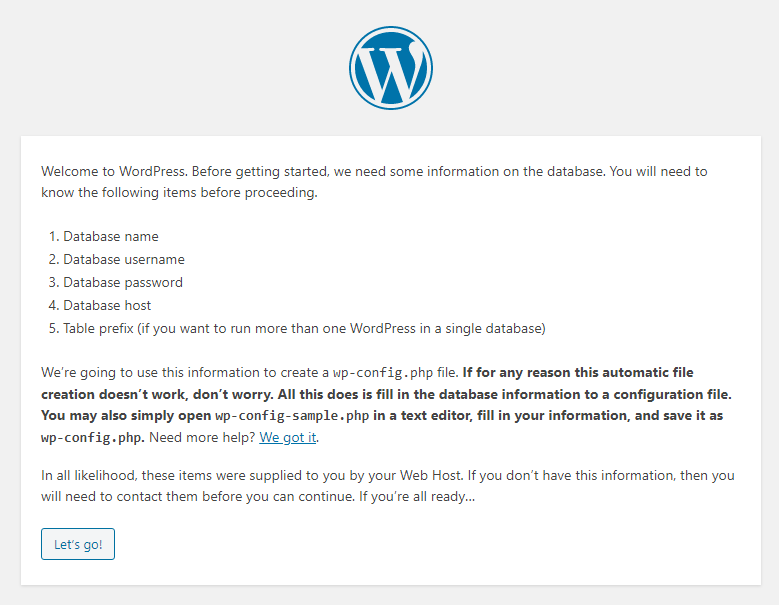 Welcome to WordPress. Before getting started, we need some information on the database. You will need to
know the following items before proceeding.
1. Database name
2. Database username
3. Database password
4. Database host
5. Table prefix (if you want to run more than one WordPress in a single database)
We’re going to use this information to create a wp-config.php file. If for any reason this automatic file
creation doesn’t work, don’t worry. All this does is fill in the database information to a configuration file.
You may also simply open wp-config-sample.php in a text editor, fill in your information, and save it as
wp-config.php. Need more help? We got it.
In all likelihood, these items were supplied to you by your Web Host. If you don’t have this information, then you
will need to contact them before you can continue. If you’re all ready…
Let’s go!